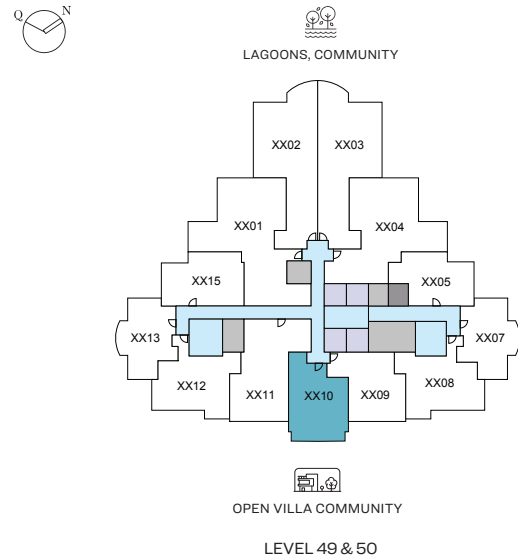 Q N
LAGOONS, COMMUNITY
XX02 XX03
XX01 XX04
XX15 XX05
XX13 XX07
XX12 XX11 XX10 XX09 XX08
OPEN VILLA COMMUNITY
LEVEL 49 & 50